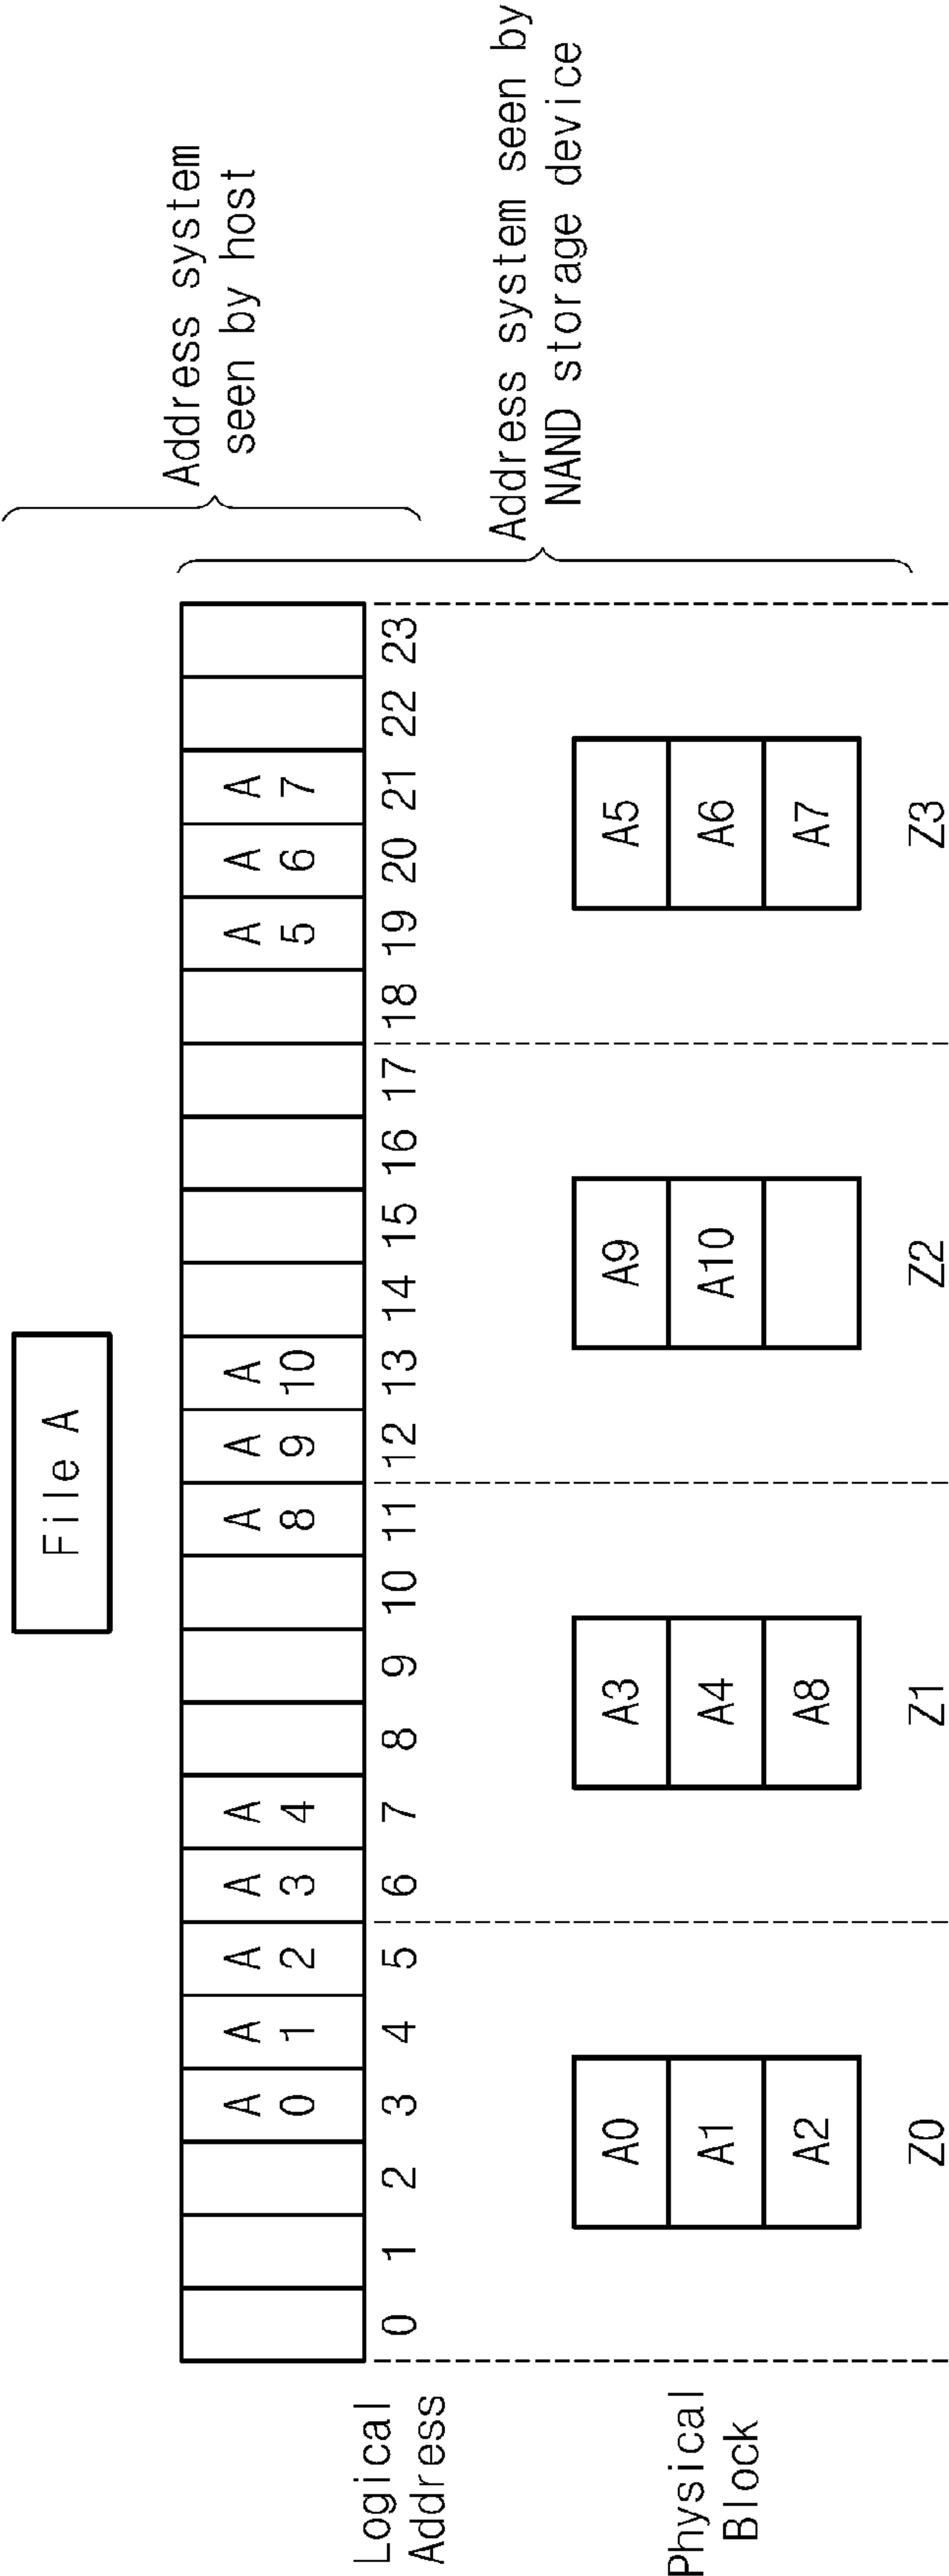 File A
Address system
seen by host
A A A A A A A A A A A
0 1 2 3 4 8 9 10 5 6 7
Logical
Address
0 1 2 3 4 5 6 7 8 9 10 11 12 13 14 15 16 17 18 19 20 21 22 23
Address system seen by
NAND storage device
Physical
Block
A0 A3 A9 A5
A1 A4 A10 A6
A2 A8 A7
Z0 Z1 Z2 Z3